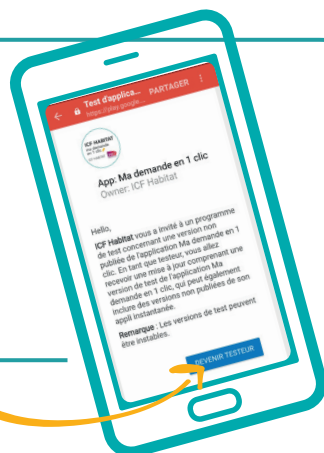 Test d'applica... PARTAGER
https://play.google...
ICF HABITAT
App: Ma demande en 1 clic
Owner: ICF Habitat
Hello,
ICF Habitat vous a invité à un programme
de test concernant une version non
publiée de l'application Ma demande en 1
clic. En tant que testeur, vous allez
recevoir une mise à jour comprenant une
version de test de l'application Ma
demande en 1 clic, qui peut également
inclure des versions non publiées de son
appli instantanée.
Remarque : Les versions de test peuvent
être instables.
DEVENIR TESTEUR